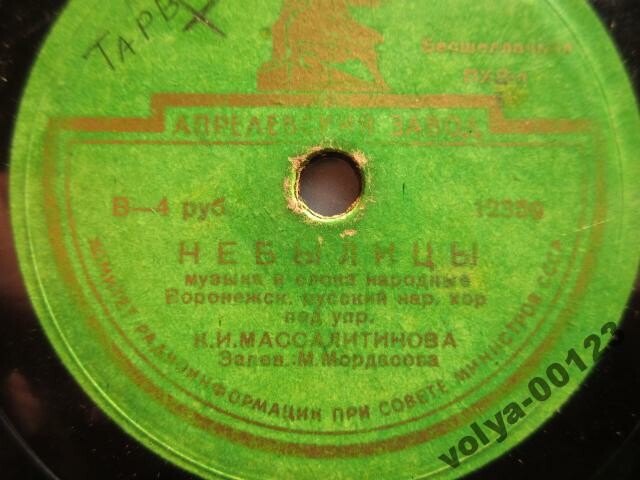 ТАРВ
АПРЕЛЕВСКИЙ ЗАВОД
В—4 руб. 12350
НЕБЫЛИЦЫ
музыка и слова народные
Воронежск. русский нар. хор
под упр.
К.И.МАССАЛИТИНОВА
Запев.: М.Мордасова
КОМИТЕТ РАДИОИНФОРМАЦИИ ПРИ СОВЕТЕ МИНИСТРОВ СССР
volya-00123